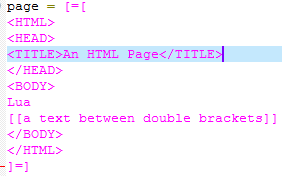 page = [=[
<HTML>
<HEAD>
<TITLE>An HTML Page</TITLE>
</HEAD>
<BODY>
Lua
[[a text between double brackets]]
</BODY>
</HTML>
]=]